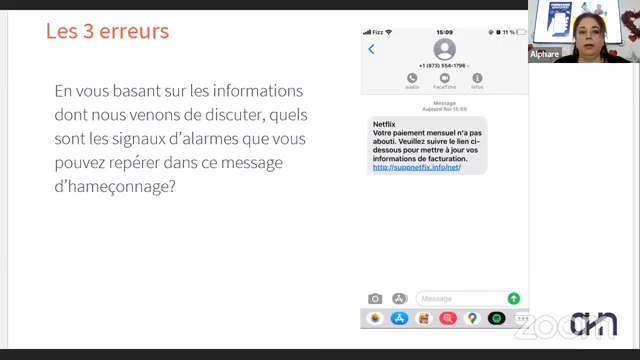 Les 3 erreurs
En vous basant sur les informations
dont nous venons de discuter, quels
sont les signaux d'alarmes que vous
pouvez repérer dans ce message
d'hameçonnage?
Fizz
15:09
11 %
+1 (873) 554-1796
audio
FaceTime
infos
Message
Aujourd'hui 15:09
Netflix
Votre paiement mensuel n'a pas
abouti. Veuillez suivre le lien ci-
dessous pour mettre à jour vos
informations de facturation.
http://suppnetfix.info/net/
Message
Alphare
zoom